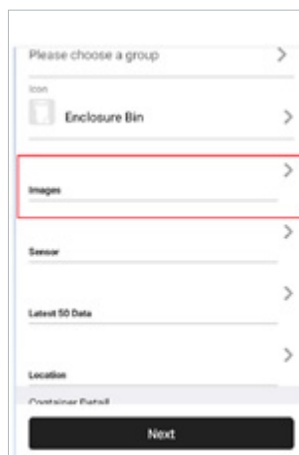 Please choose a group
Icon
Enclosure Bin
Images
Sensor
Latest 50 Data
Location
Container Detail
Next